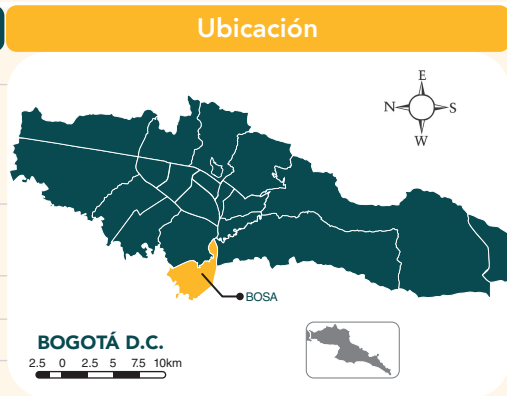 Ubicación
E
N S
W
BOSA
BOGOTÁ D.C.
2.5 0 2.5 5 7.5 10km